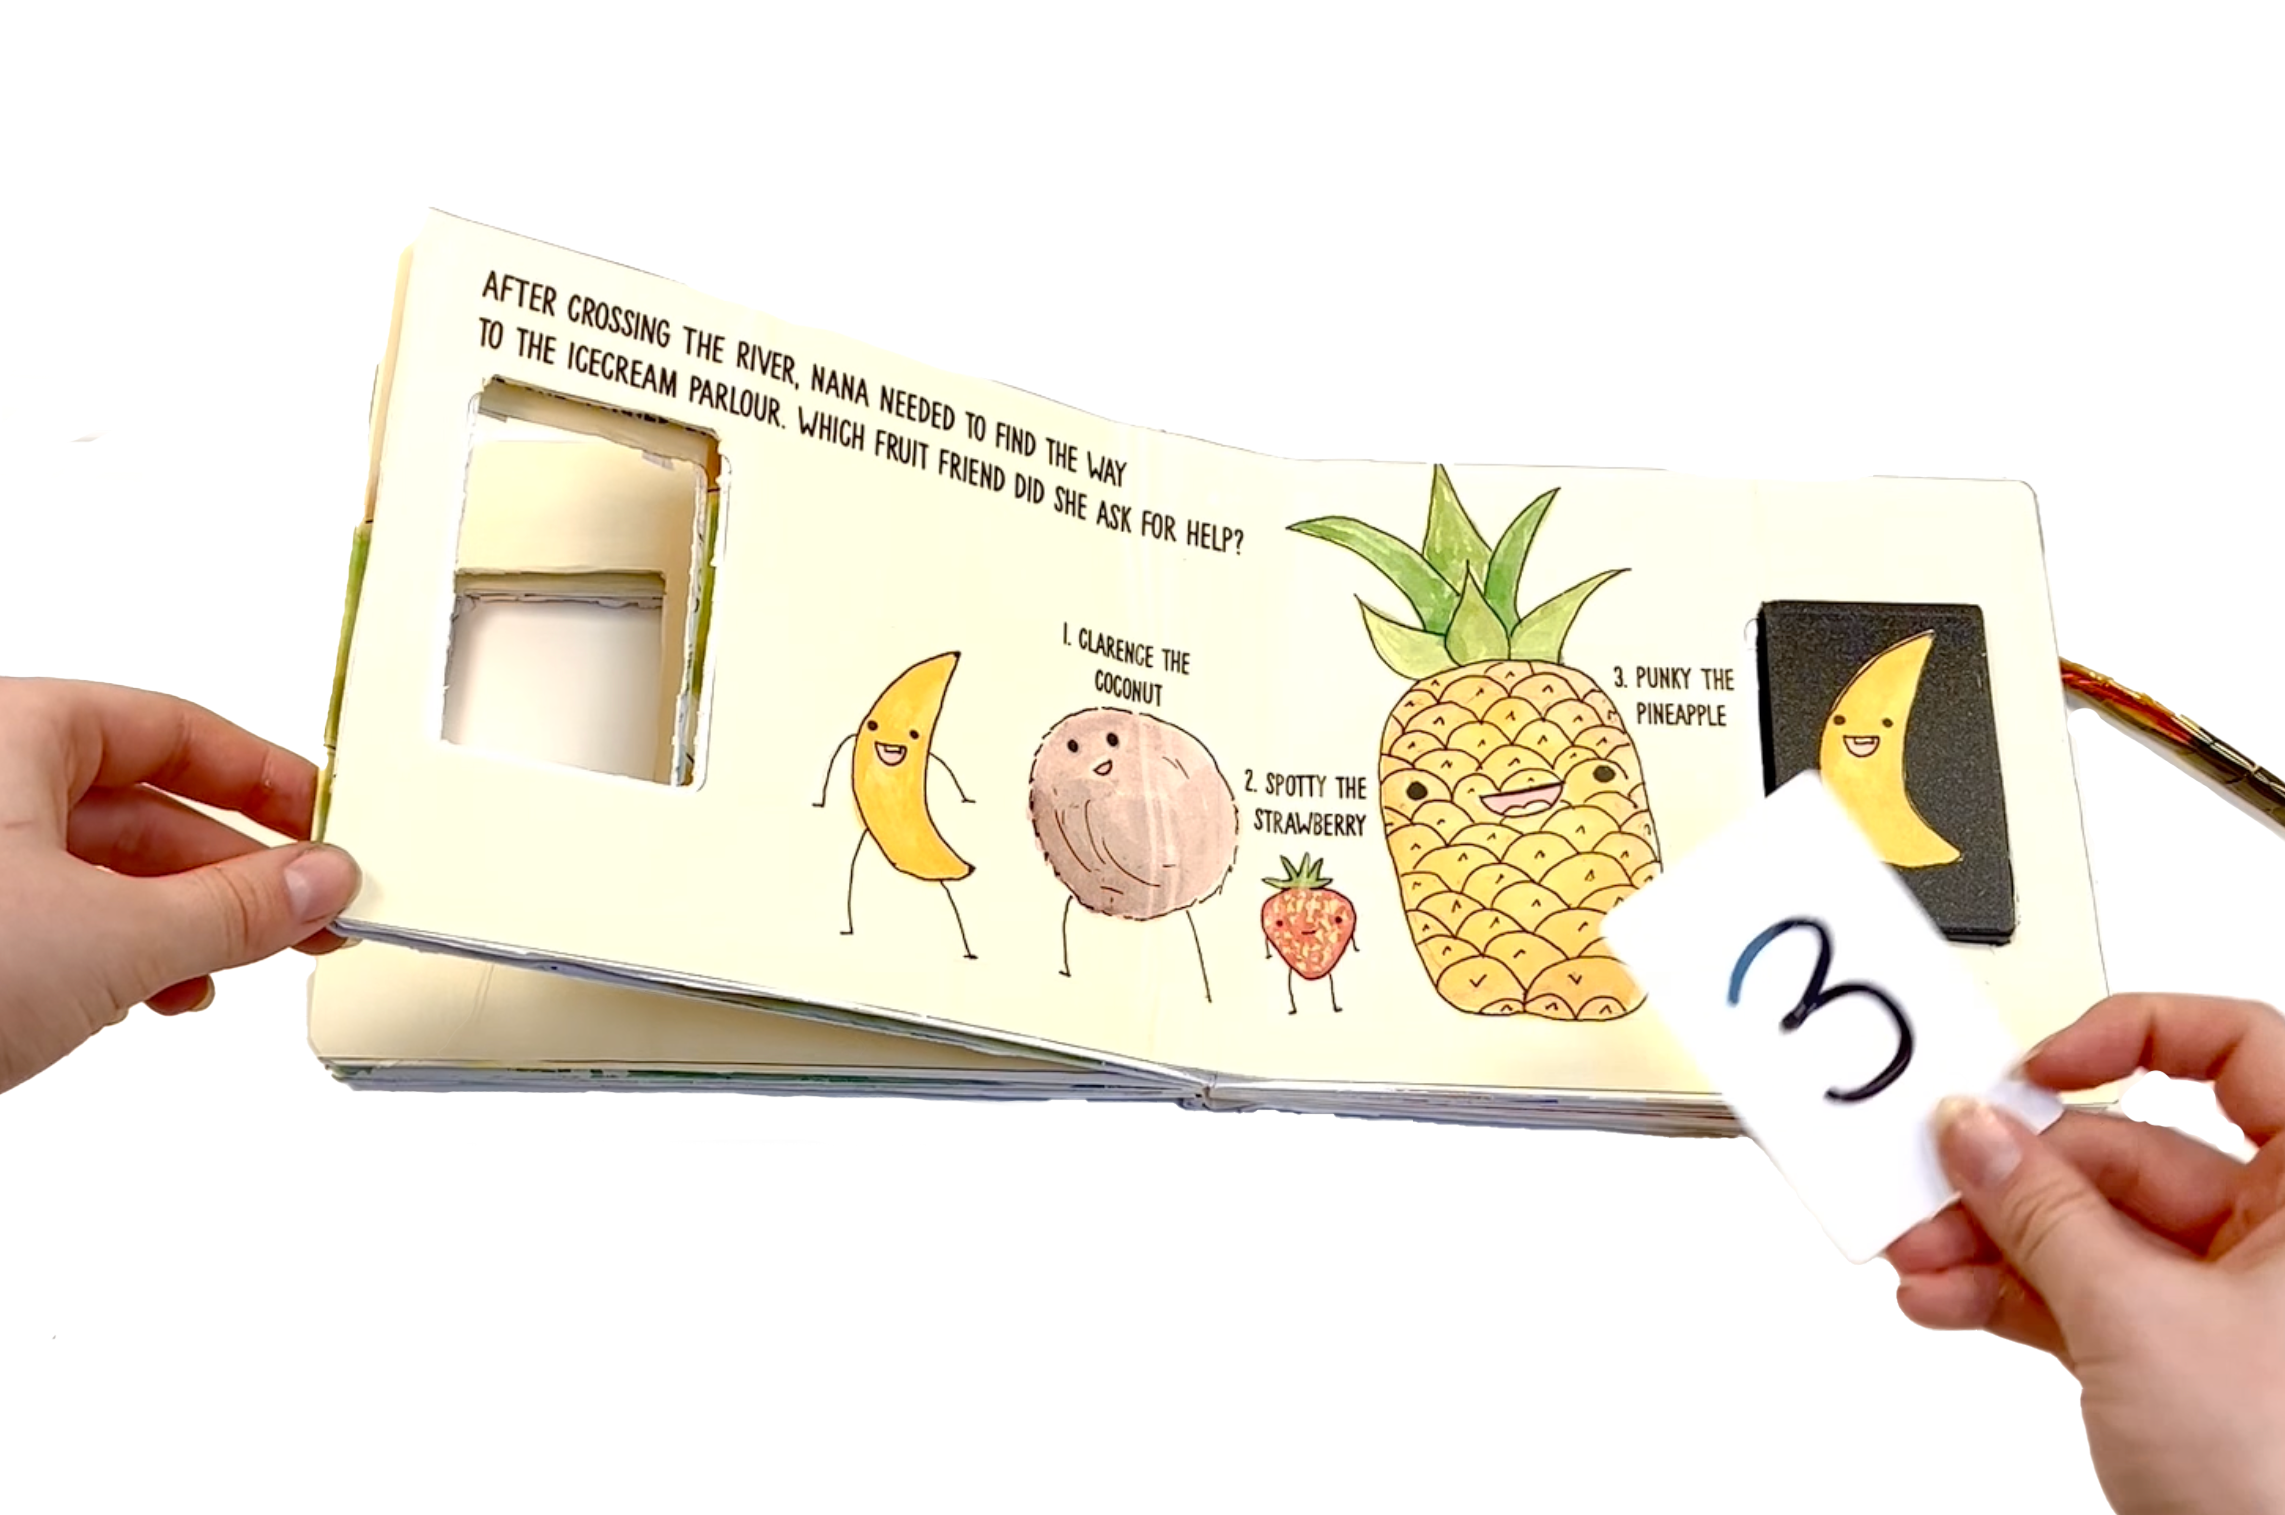 AFTER CROSSING THE RIVER, NANA NEEDED TO FIND THE WAY
TO THE ICECREAM PARLOUR. WHICH FRUIT FRIEND DID SHE ASK FOR HELP?
1. CLARENCE THE
COCONUT
2. SPOTTY THE
STRAWBERRY
3. PUNKY THE
PINEAPPLE
3